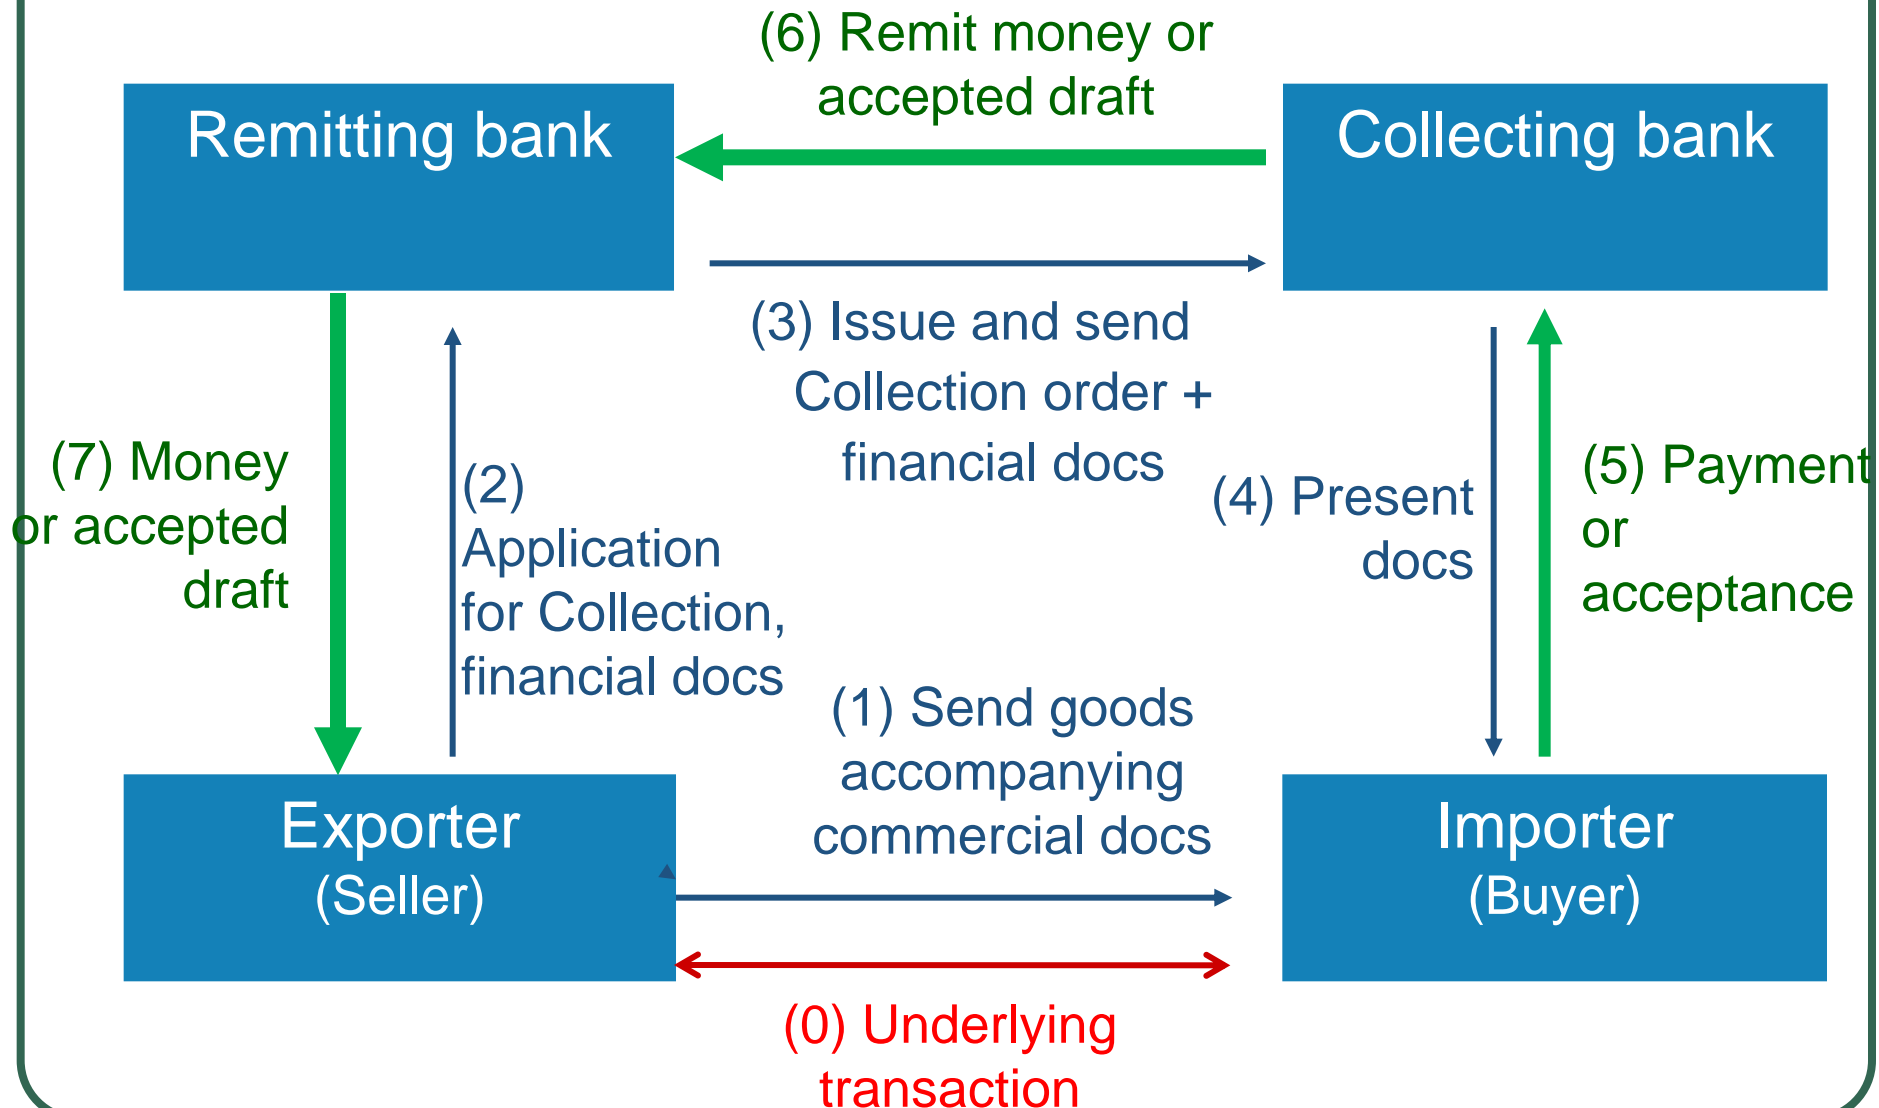 (6) Remit money or
accepted draft
Remitting bank
Collecting bank
(3) Issue and send
Collection order +
financial docs
(7) Money
or accepted
draft
(2)
Application
for Collection,
financial docs
(4) Present
docs
(5) Payment
or
acceptance
(1) Send goods
accompanying
commercial docs
Exporter
(Seller)
Importer
(Buyer)
(0) Underlying
transaction